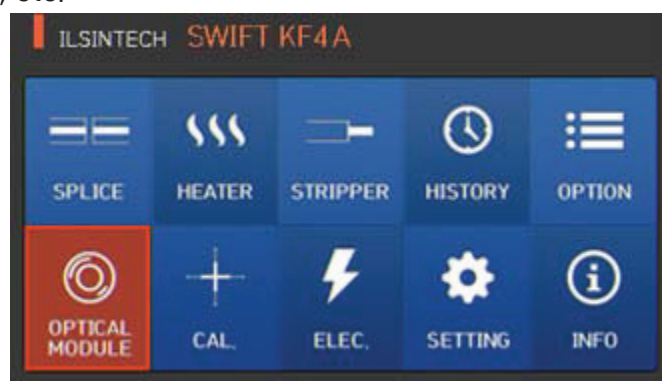 ILSINTECH SWIFT KF4A
SPLICE HEATER STRIPPER HISTORY OPTION
OPTICAL
MODULE CAL. ELEC. SETTING INFO